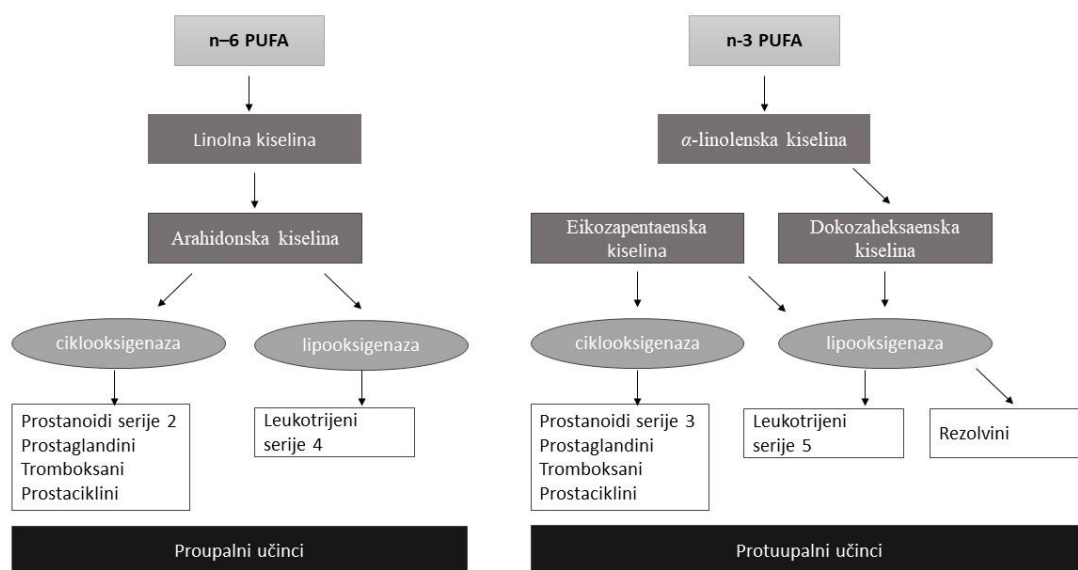 n–6 PUFA
Linolna kiselina
Arahidonska kiselina
ciklooksigenaza
lipooksigenaza
Prostanoidi serije 2
Prostaglandini
Tromboksani
Prostaciklini
Leukotrijeni
serije 4
Proupalni učinci
n-3 PUFA
α-linolenska kiselina
Eikozapentaenska
kiselina
Dokozaheksaenska
kiselina
ciklooksigenaza
lipooksigenaza
Prostanoidi serije 3
Prostaglandini
Tromboksani
Prostaciklini
Leukotrijeni
serije 5
Rezolvini
Protuupalni učinci